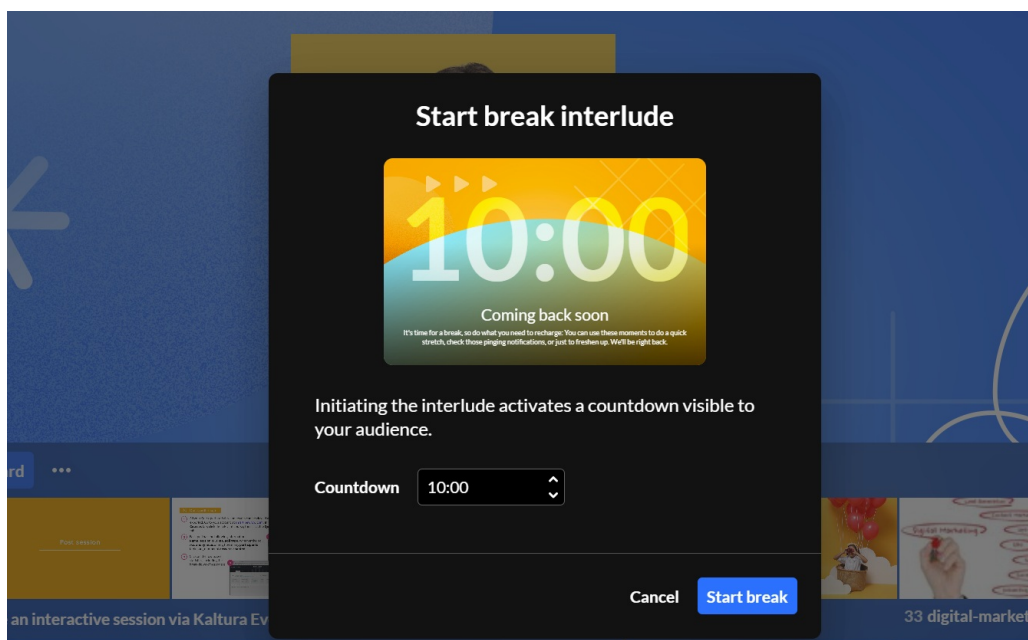 Start break interlude
10:00
Coming back soon
It's time for a break, so do what you need to recharge: You can use these moments to do a quick
stretch, check those pinging notifications, or just to freshen up. We'll be right back.
Initiating the interlude activates a countdown visible to
your audience.
Countdown 10:00
rd
Post session
Digital Marketing
Cancel Start break
an interactive session via Kaltura Ev
33 digital-market